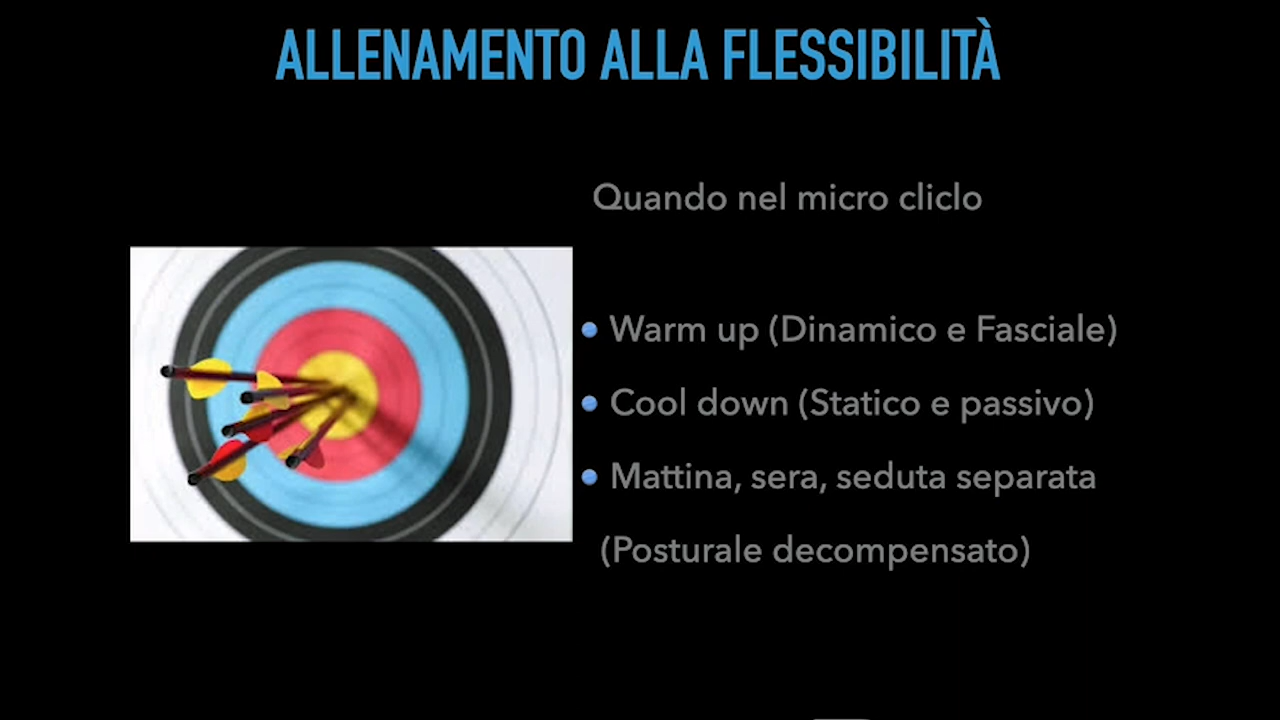 ALLENAMENTO ALLA FLESSIBILITÀ
Quando nel micro cliclo
Warm up (Dinamico e Fasciale)
Cool down (Statico e passivo)
Mattina, sera, seduta separata
(Posturale decompensato)